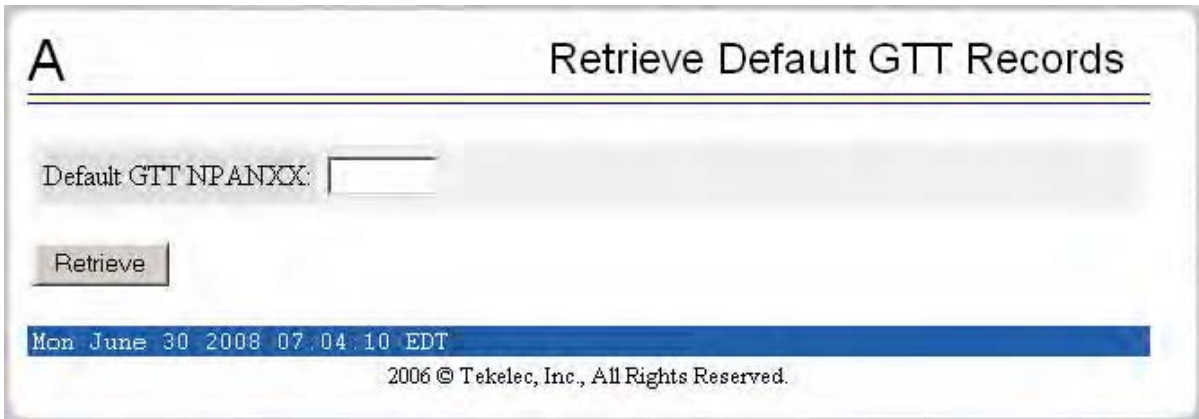 A
Retrieve Default GTT Records
Default GTT NPANXX:
Retrieve
Mon June 30 2008 07:04:10 EDT
2006 © Tekelec, Inc., All Rights Reserved.